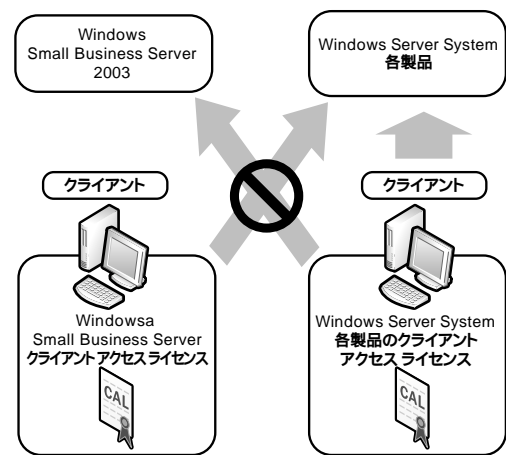 Windows
Small Business Server
2003
Windows Server System
各製品
クライアント
クライアント
Windowsa
Small Business Server
クライアント アクセス ライセンス
CAL
Windows Server System
各製品のクライアント
アクセス ライセンス
CAL